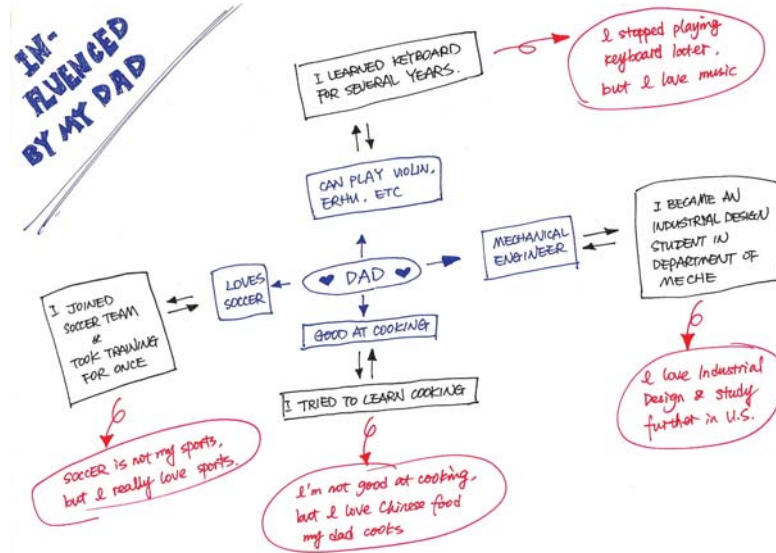 IN-
FLUENCED
BY MY DAD
I LEARNED KEYBOARD
FOR SEVERAL YEARS.
I stopped playing
keyboard later,
but I love music
CAN PLAY VIOLIN,
ERHU, ETC
MECHANICAL
ENGINEER
I BECAME AN
INDUSTRIAL DESIGN
STUDENT IN
DEPARTMENT OF
MECHE
DAD
LOVES
SOCCER
I JOINED
SOCCER TEAM
&
TOOK TRAINING
FOR ONCE
GOOD AT COOKING
I TRIED TO LEARN COOKING
I love Industrial
Design & study
further in U.S.
SOCCER is not my sports,
but I really love sports.
I'm not good at cooking,
but I love Chinese food
my dad cooks